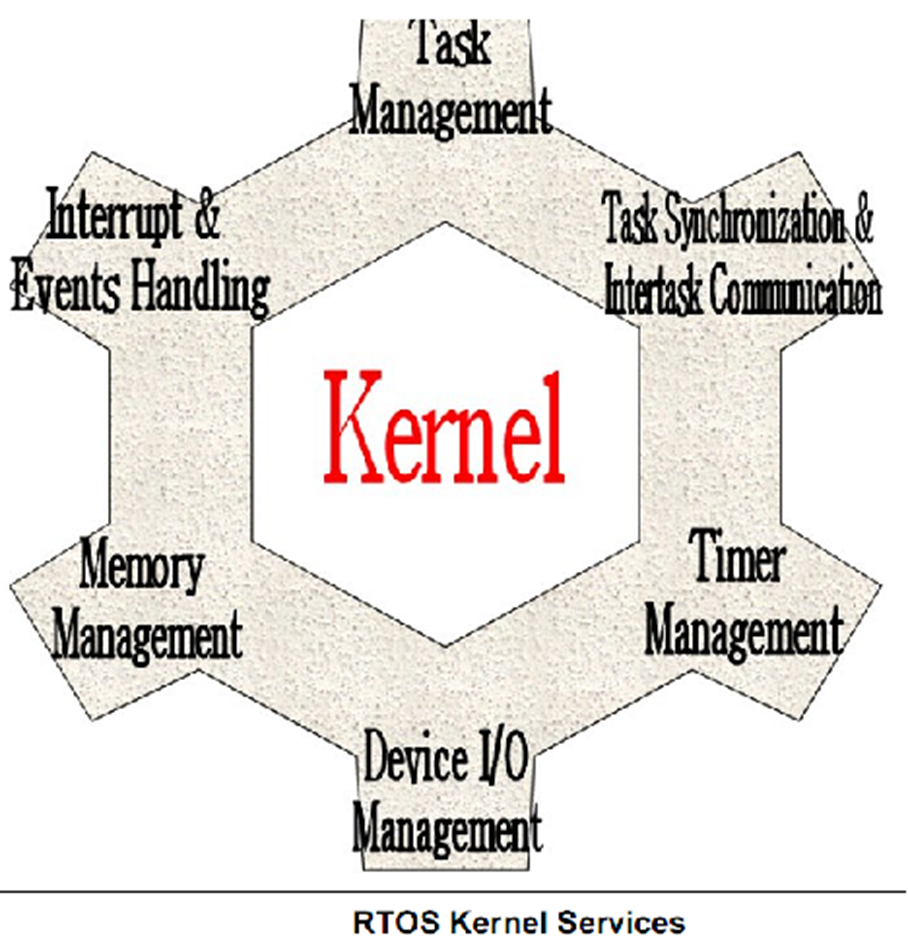 Task
Management
Interrupt &
Events Handling
Task Synchronization &
Intertask Communication
Kernel
Memory
Management
Timer
Management
Device I/O
Management
RTOS Kernel Services